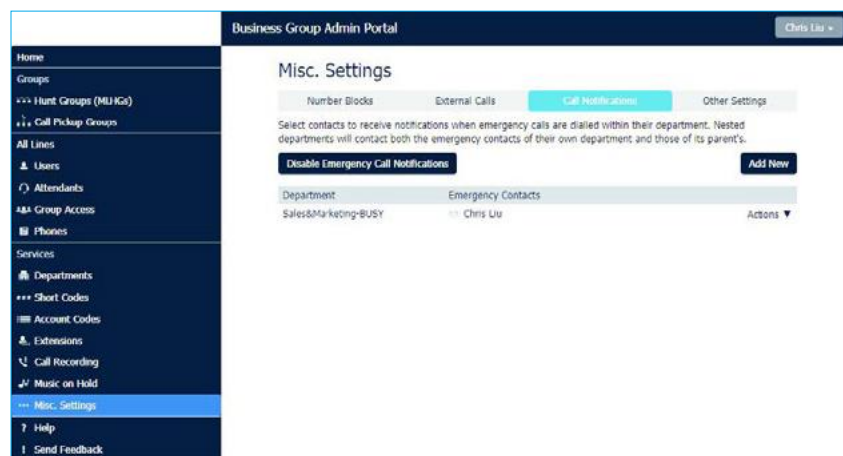 Business Group Admin Portal
Chris Liu
Home
Groups
Hunt Groups (MLHGs)
Call Pickup Groups
All Lines
Users
Attendants
Group Access
Phones
Services
Departments
Short Codes
Account Codes
Extensions
Call Recording
Music on Hold
Misc. Settings
? Help
! Send Feedback
Misc. Settings
Number Blocks External Calls Call Notifications Other Settings
Select contacts to receive notifications when emergency calls are dialled within their department. Nested
departments will contact both the emergency contacts of their own department and those of its parent's.
Disable Emergency Call Notifications Add New
Department Emergency Contacts
Sales&Marketing-BUSY Chris Liu Actions ▼